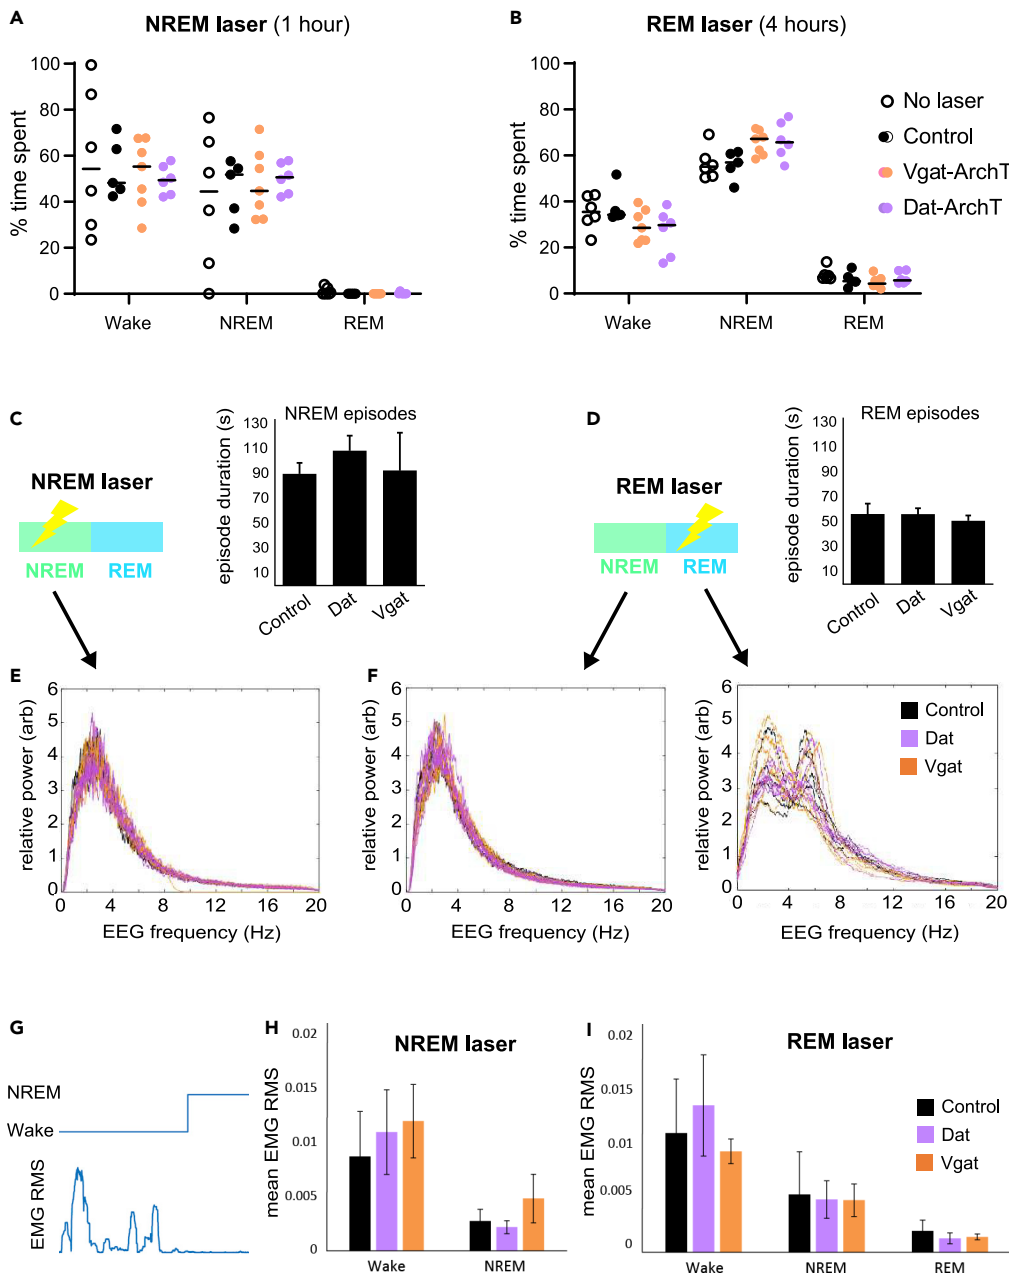 A
NREM laser (1 hour)
% time spent
100
80
60
40
20
0
Wake
NREM
REM
B
REM laser (4 hours)
% time spent
100
80
60
40
20
0
Wake
NREM
REM
No laser
Control
Vgat-ArchT
Dat-ArchT
C
NREM laser
NREM
REM
NREM episodes
episode duration (s)
130
110
90
70
50
30
10
Control
Dat
Vgat
D
REM laser
NREM
REM
REM episodes
episode duration (s)
130
110
90
70
50
30
10
Control
Dat
Vgat
E
relative power (arb)
6
5
4
3
2
1
0
0 4 8 12 16 20
EEG frequency (Hz)
F
relative power (arb)
6
5
4
3
2
1
0
0 4 8 12 16 20
EEG frequency (Hz)
relative power (arb)
6
5
4
3
2
1
0
0 4 8 12 16 20
EEG frequency (Hz)
Control
Dat
Vgat
G
NREM
Wake
EMG RMS
H
NREM laser
mean EMG RMS
0.02
0.015
0.01
0.005
0
Wake
NREM
I
REM laser
mean EMG RMS
0.02
0.015
0.01
0.005
0
Wake
NREM
REM
Control
Dat
Vgat